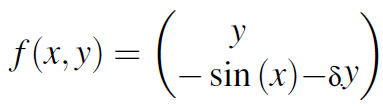 f(x, y) = ( y
− sin (x)−δy )